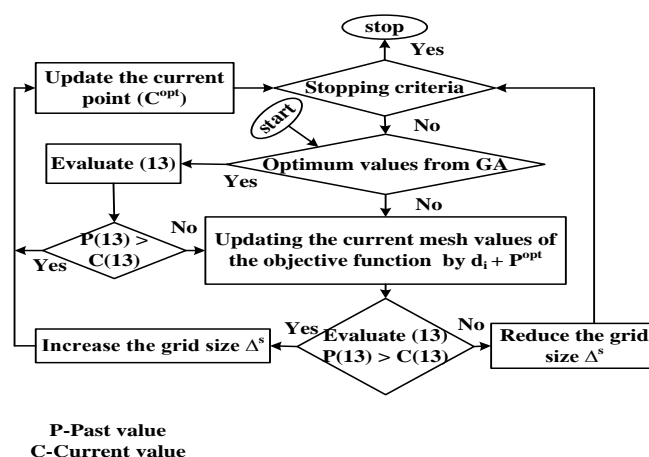 stop
Yes
Update the current
point (C^opt)
Stopping criteria
start
No
Evaluate (13)
Optimum values from GA
Yes
No
P(13) >
C(13)
No
Yes
Updating the current mesh values of
the objective function by d_i + P^opt
Yes
Evaluate (13)
P(13) > C(13)
No
Increase the grid size Δ^s
Reduce the grid
size Δ^s
P-Past value
C-Current value